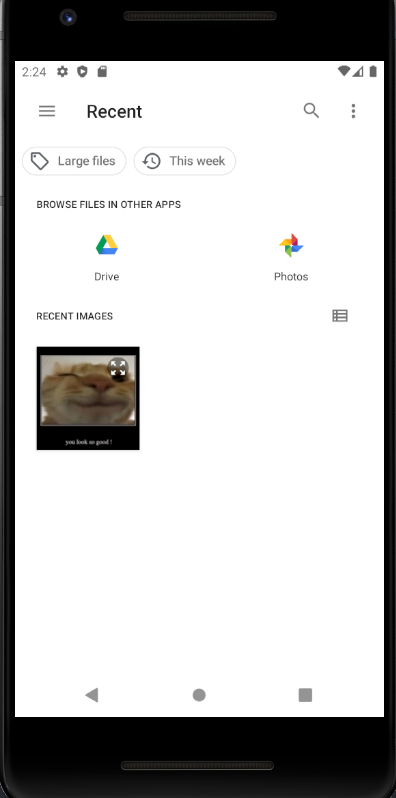 2:24
Recent
Large files
This week
BROWSE FILES IN OTHER APPS
Drive
Photos
RECENT IMAGES
you look so good !